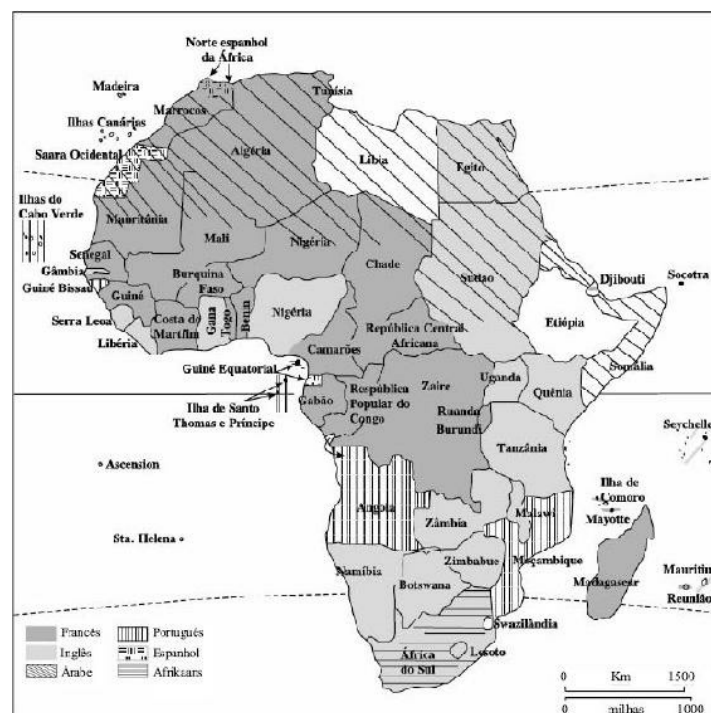 Norte espanhol
da África
Madeira
Tunísia
Marrocos
Ilhas Canárias
Argéria
Líbia
Egito
Saara Ocidental
Ilhas do
Cabo Verde
Mauritânia
Mali
Nigéria
Chade
Sudão
Senegal
Gâmbia
Guiné Bissau
Burquina
Faso
Djibouti
Socotra
Guiné
Costa do
Marfim
Gana
Togo
Benin
Nigéria
Etiópia
Serra Leoa
Libéria
República Central
Africana
Camarões
Somália
Guiné Equatorial
Gabão
República
Popular do
Congo
Zaire
Uganda
Quênia
Ruanda
Burundi
Ilha de Santo
Thomas e Príncipe
Tanzânia
Seychelle
Ascension
Angola
Ilha de
Comoro
Mayotte
Malawi
Zâmbia
Sta. Helena
Moçambique
Zimbabue
Namíbia
Botswana
Madagascar
Mauritiu
Reunião
Swazilândia
África
do Sul
Lesoto
Francês
Português
Inglês
Espanhol
Árabe
Afrikaans
0 Km 1500
0 milhas 1000